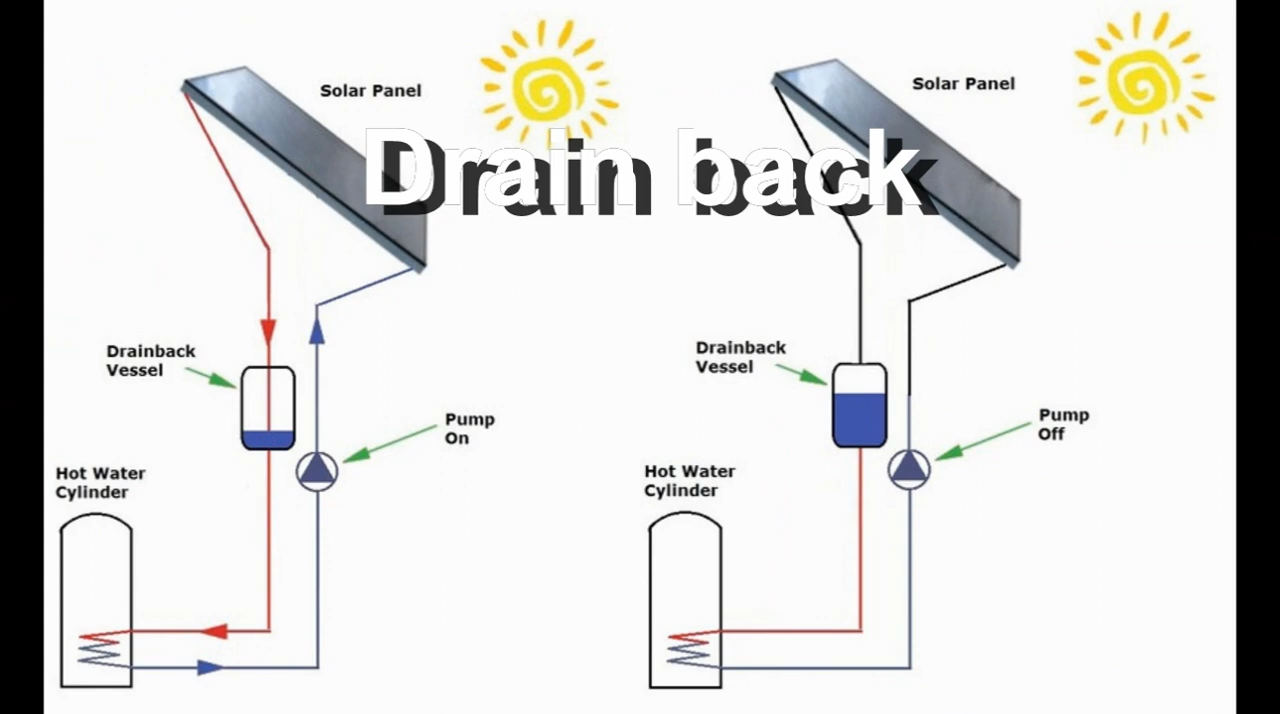 Solar Panel
Solar Panel
Drain back
Drainback
Vessel
Drainback
Vessel
Pump
On
Pump
Off
Hot Water
Cylinder
Hot Water
Cylinder